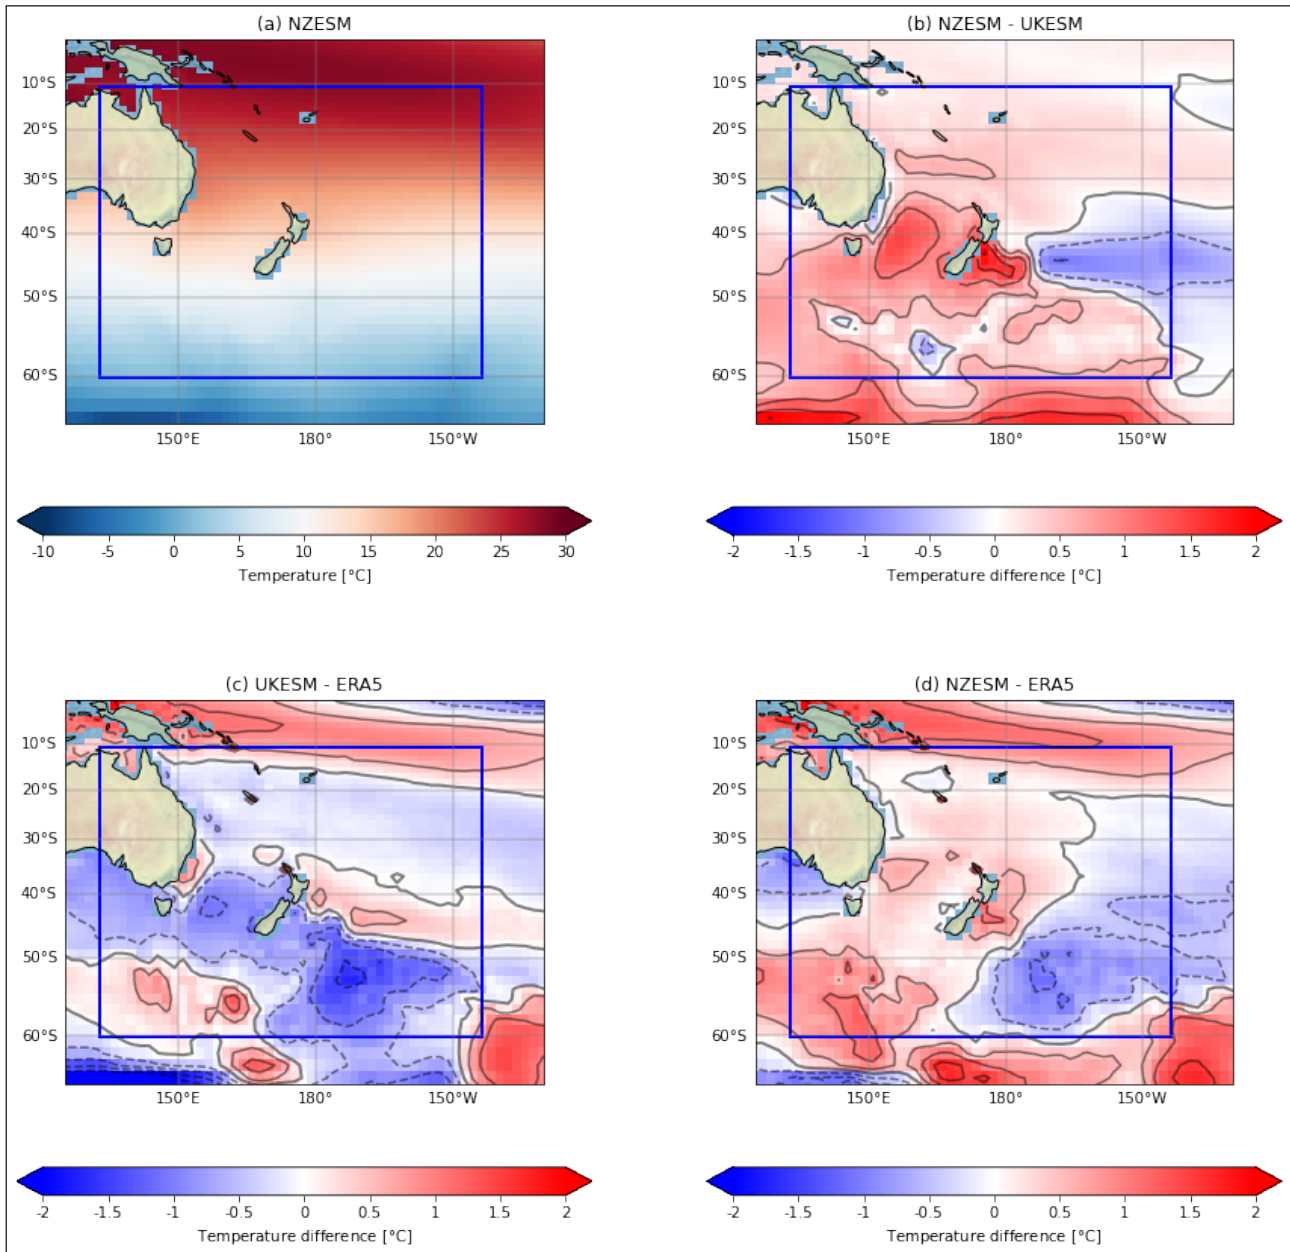 (a) NZESM
(b) NZESM - UKESM
10°S
20°S
30°S
40°S
50°S
60°S
150°E 180° 150°W
10°S
20°S
30°S
40°S
50°S
60°S
150°E 180° 150°W
-10 -5 0 5 10 15 20 25 30
Temperature [°C]
-2 -1.5 -1 -0.5 0 0.5 1 1.5 2
Temperature difference [°C]
(c) UKESM - ERA5
(d) NZESM - ERA5
10°S
20°S
30°S
40°S
50°S
60°S
150°E 180° 150°W
10°S
20°S
30°S
40°S
50°S
60°S
150°E 180° 150°W
-2 -1.5 -1 -0.5 0 0.5 1 1.5 2
Temperature difference [°C]
-2 -1.5 -1 -0.5 0 0.5 1 1.5 2
Temperature difference [°C]